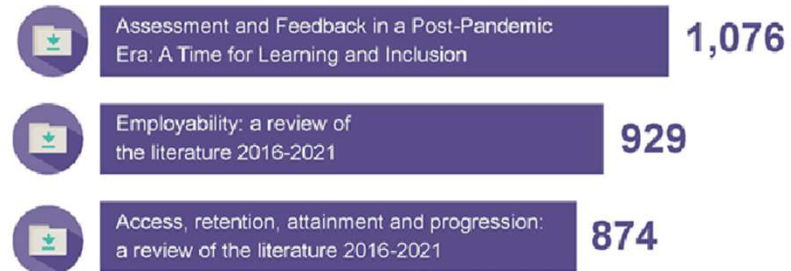 Assessment and Feedback in a Post-Pandemic
Era: A Time for Learning and Inclusion
1,076
Employability: a review of
the literature 2016-2021
929
Access, retention, attainment and progression:
a review of the literature 2016-2021
874